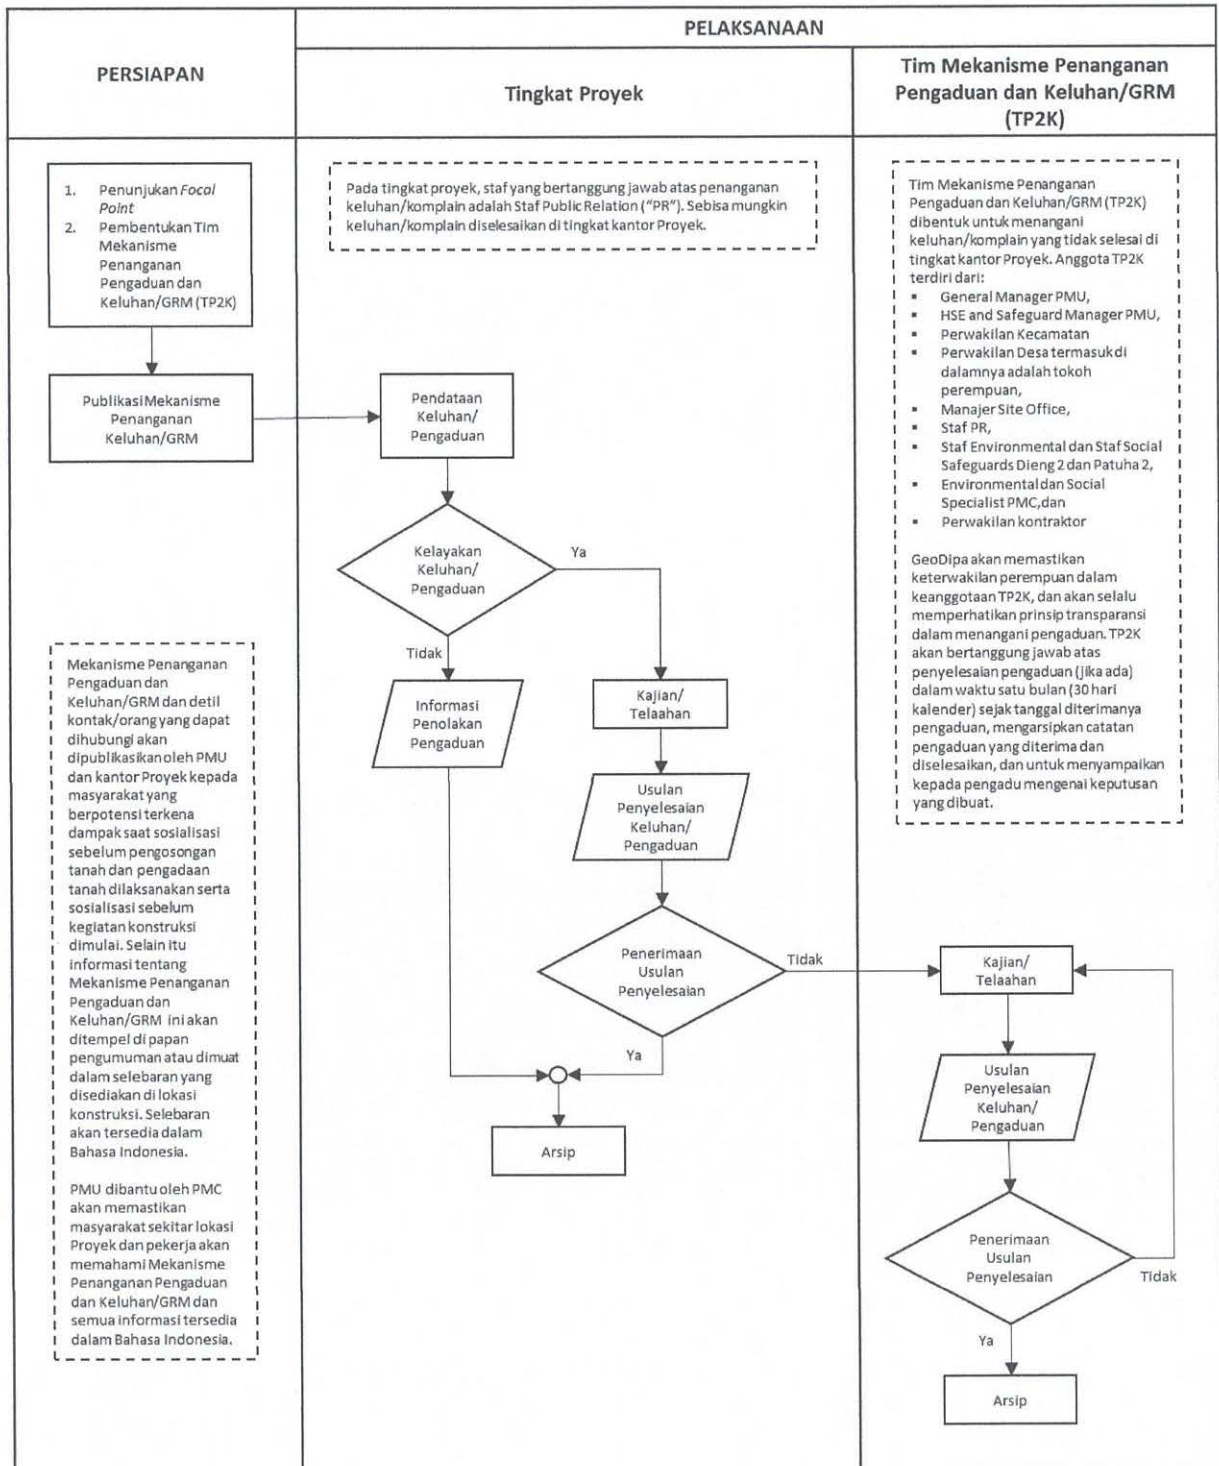 PERSIAPAN
PELAKSANAAN
Tingkat Proyek
Tim Mekanisme Penanganan
Pengaduan dan Keluhan/GRM
(TP2K)
1. Penunjukan Focal
Point
2. Pembentukan Tim
Mekanisme
Penanganan
Pengaduan dan
Keluhan/GRM (TP2K)
Publikasi Mekanisme
Penanganan
Keluhan/GRM
Mekanisme Penanganan
Pengaduan dan
Keluhan/GRM dan detil
kontak/orang yang dapat
dihubungi akan
dipublikasikan oleh PMU
dan kantor Proyek kepada
masyarakat yang
berpotensi terkena
dampak saat sosialisasi
sebelum pengosongan
tanah dan pengadaan
tanah dilaksanakan serta
sosialisasi sebelum
kegiatan konstruksi
dimulai. Selain itu
informasi tentang
Mekanisme Penanganan
Pengaduan dan
Keluhan/GRM ini akan
ditempel di papan
pengumuman atau dimuat
dalam selebaran yang
disediakan di lokasi
konstruksi. Selebaran
akan tersedia dalam
Bahasa Indonesia.
PMU dibantu oleh PMC
akan memastikan
masyarakat sekitar lokasi
Proyek dan pekerja akan
memahami Mekanisme
Penanganan Pengaduan
dan Keluhan/GRM dan
semua informasi tersedia
dalam Bahasa Indonesia.
Pada tingkat proyek, staf yang bertanggung jawab atas penanganan
keluhan/komplain adalah Staf Public Relation ("PR"). Sebisa mungkin
keluhan/komplain diselesaikan di tingkat kantor Proyek.
Pendataan
Keluhan/
Pengaduan
Kelayakan
Keluhan/
Pengaduan
Ya
Tidak
Informasi
Penolakan
Pengaduan
Kajian/
Telaahan
Usulan
Penyelesaian
Keluhan/
Pengaduan
Penerimaan
Usulan
Penyelesaian
Tidak
Ya
Arsip
Tim Mekanisme Penanganan
Pengaduan dan Keluhan/GRM (TP2K)
dibentuk untuk menangani
keluhan/komplain yang tidak selesai di
tingkat kantor Proyek. Anggota TP2K
terdiri dari:
▪ General Manager PMU,
▪ HSE and Safeguard Manager PMU,
▪ Perwakilan Kecamatan
▪ Perwakilan Desa termasuk di
dalamnya adalah tokoh
perempuan,
▪ Manajer Site Office,
▪ Staf PR,
▪ Staf Environmental dan Staf Social
Safeguards Dieng 2 dan Patuha 2,
▪ Environmental dan Social
Specialist PMC,dan
▪ Perwakilan kontraktor
GeoDipa akan memastikan
keterwakilan perempuan dalam
keanggotaan TP2K, dan akan selalu
memperhatikan prinsip transparansi
dalam menangani pengaduan. TP2K
akan bertanggung jawab atas
penyelesaian pengaduan (jika ada)
dalam waktu satu bulan (30 hari
kalender) sejak tanggal diterimanya
pengaduan, mengarsipkan catatan
pengaduan yang diterima dan
diselesaikan, dan untuk menyampaikan
kepada pengadu mengenai keputusan
yang dibuat.
Kajian/
Telaahan
Usulan
Penyelesaian
Keluhan/
Pengaduan
Penerimaan
Usulan
Penyelesaian
Tidak
Ya
Arsip